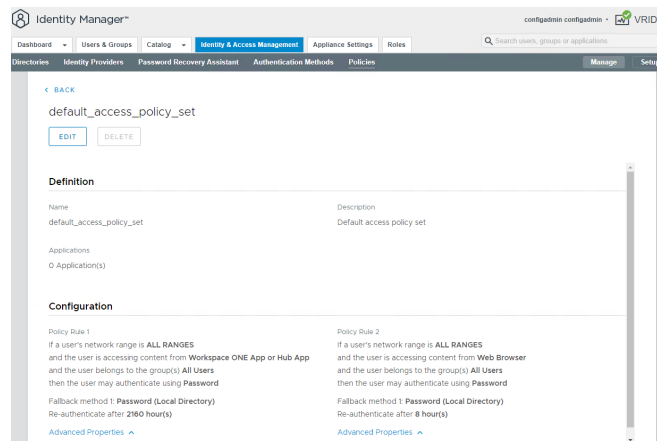 Identity Manager™
configadmin configadmin
VRID
Dashboard
Users & Groups
Catalog
Identity & Access Management
Appliance Settings
Roles
Search users, groups or applications
Directories
Identity Providers
Password Recovery Assistant
Authentication Methods
Policies
Manage
Setup
< BACK
default_access_policy_set
EDIT
DELETE
Definition
Name
default_access_policy_set
Description
Default access policy set
Applications
0 Application(s)
Configuration
Policy Rule 1
If a user's network range is ALL RANGES
and the user is accessing content from Workspace ONE App or Hub App
and the user belongs to the group(s) All Users
then the user may authenticate using Password
Fallback method 1: Password (Local Directory)
Re-authenticate after 2160 hour(s)
Advanced Properties
Policy Rule 2
If a user's network range is ALL RANGES
and the user is accessing content from Web Browser
and the user belongs to the group(s) All Users
then the user may authenticate using Password
Fallback method 1: Password (Local Directory)
Re-authenticate after 8 hour(s)
Advanced Properties